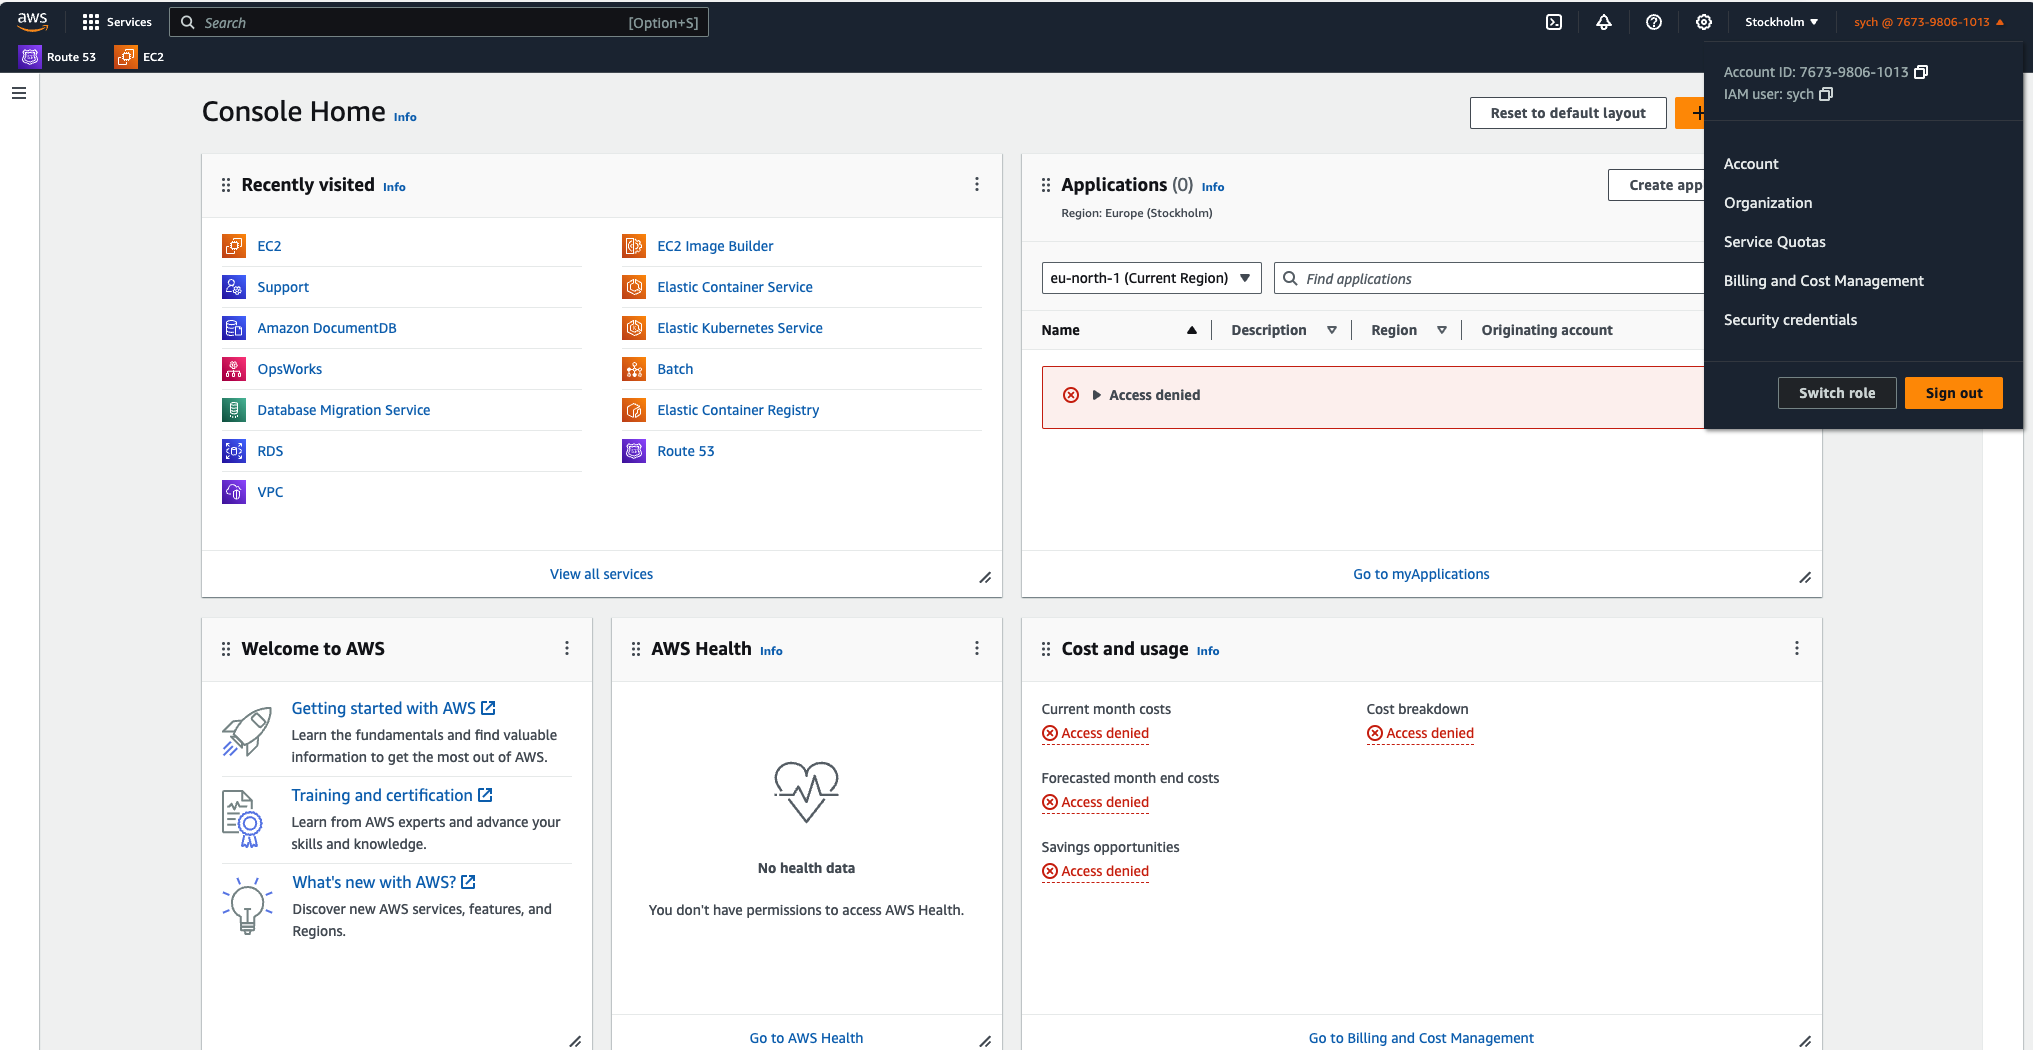 aws
Services
Search
[Option+S]
Stockholm
sych @ 7673-9806-1013
Route 53
EC2
Account ID: 7673-9806-1013
IAM user: sych
Account
Organization
Service Quotas
Billing and Cost Management
Security credentials
Switch role
Sign out
Console Home Info
Reset to default layout
+
Recently visited Info
EC2
Support
Amazon DocumentDB
OpsWorks
Database Migration Service
RDS
VPC
EC2 Image Builder
Elastic Container Service
Elastic Kubernetes Service
Batch
Elastic Container Registry
Route 53
View all services
Applications (0) Info
Region: Europe (Stockholm)
Create app
eu-north-1 (Current Region)
Find applications
Name
Description
Region
Originating account
Access denied
Go to myApplications
Welcome to AWS
Getting started with AWS
Learn the fundamentals and find valuable
information to get the most out of AWS.
Training and certification
Learn from AWS experts and advance your
skills and knowledge.
What's new with AWS?
Discover new AWS services, features, and
Regions.
AWS Health Info
No health data
You don't have permissions to access AWS Health.
Go to AWS Health
Cost and usage Info
Current month costs
Access denied
Forecasted month end costs
Access denied
Savings opportunities
Access denied
Cost breakdown
Access denied
Go to Billing and Cost Management